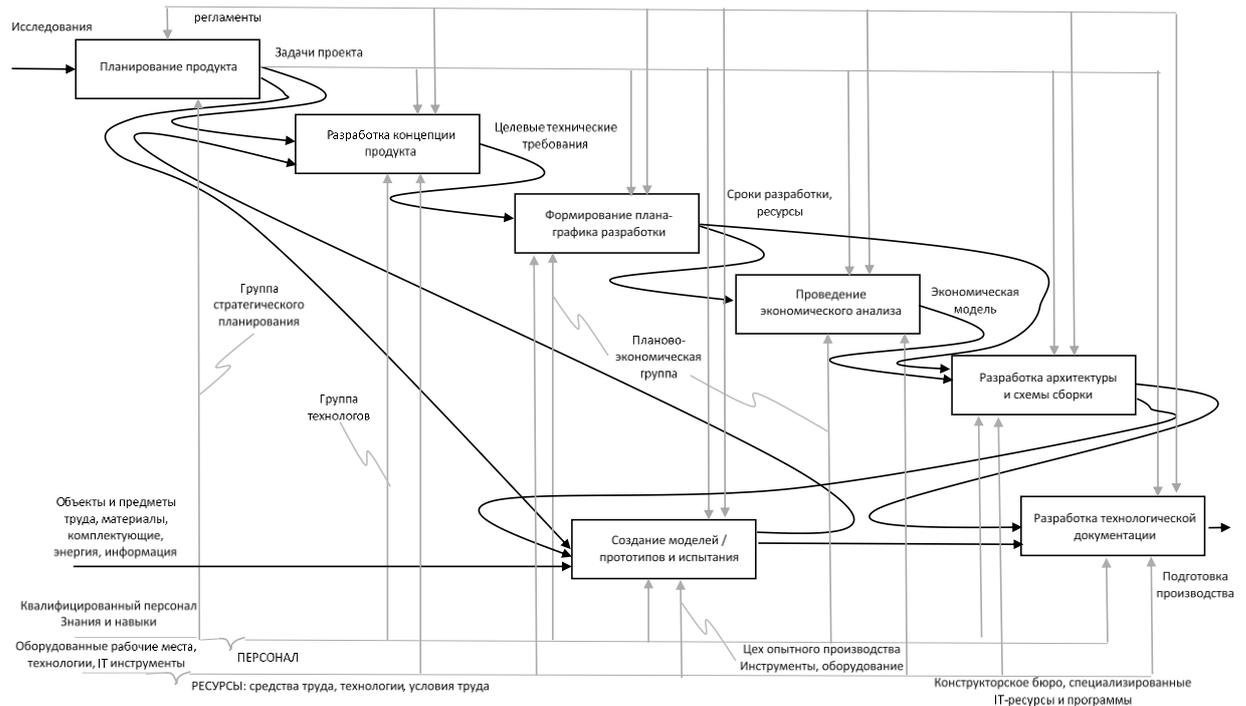 регламенты
Исследования
Планирование продукта
Задачи проекта
Разработка концепции
продукта
Целевые технические
требования
Формирование плана-
графика разработки
Сроки разработки,
ресурсы
Проведение
экономического анализа
Экономическая
модель
Разработка архитектуры
и схемы сборки
Группа
стратегического
планирования
Планово-
экономическая
группа
Группа
технологов
Объекты и предметы
труда, материалы,
комплектующие,
энергия, информация
Создание моделей /
прототипов и испытания
Разработка технологической
документации
Подготовка
производства
Квалифицированный персонал
Знания и навыки
Оборудованные рабочие места,
технологии, IT инструменты
ПЕРСОНАЛ
РЕСУРСЫ: средства труда, технологии, условия труда
Цех опытного производства
Инструменты, оборудование
Конструкторское бюро, специализированные
IT-ресурсы и программы